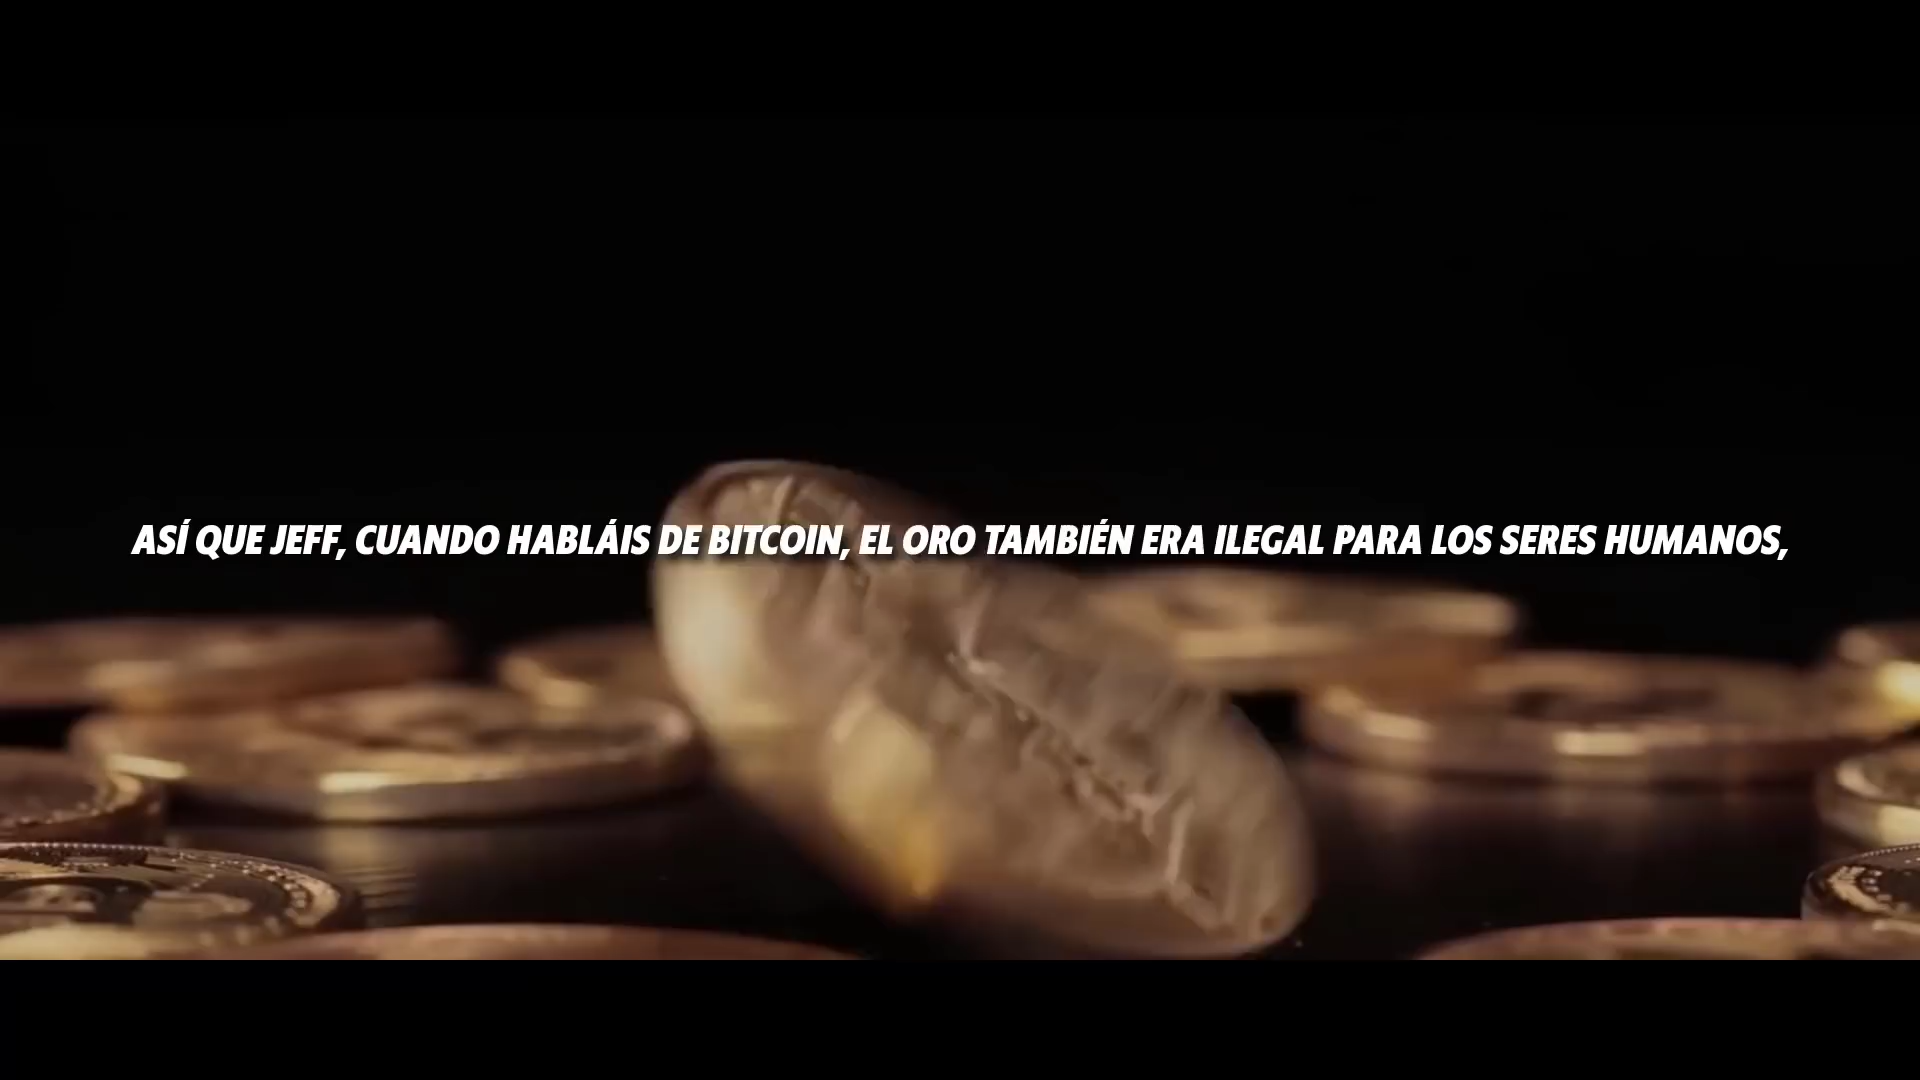 ASÍ QUE JEFF, CUANDO HABLÁIS DE BITCOIN, EL ORO TAMBIÉN ERA ILEGAL PARA LOS SERES HUMANOS,